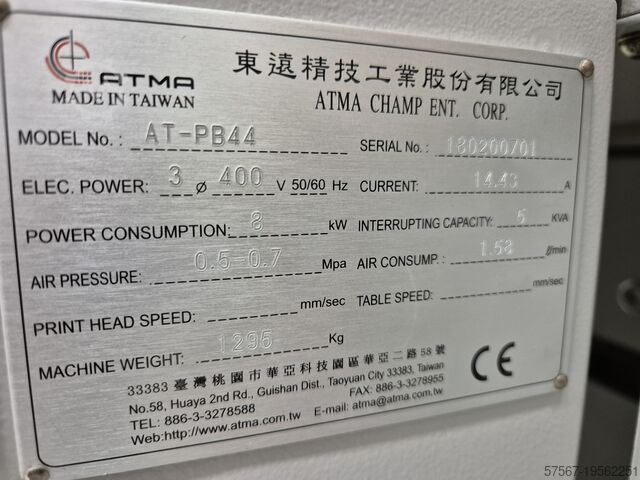 ATMA
MADE IN TAIWAN
東遠精技工業股份有限公司
ATMA CHAMP ENT. CORP.
MODEL No. : AT-PB44 SERIAL No. : 180200701
ELEC. POWER: 3 ø 400 V 50/60 Hz CURRENT: 14.43 A
POWER CONSUMPTION: 8 kW INTERRUPTING CAPACITY: 5 KVA
AIR PRESSURE: 0.5-0.7 Mpa AIR CONSUMP. : 1.58 ℓ/min
PRINT HEAD SPEED: mm/sec TABLE SPEED: mm/sec
MACHINE WEIGHT: 1295 Kg
33383 臺灣桃園市華亞科技園區華亞二路58號
No.58, Huaya 2nd Rd., Guishan Dist., Taoyuan City 33383, Taiwan
TEL: 886-3-3278588 FAX: 886-3-3278955
Web:http://www.atma.com.tw E-mail: atma@atma.com.tw
CE
57567-19562251